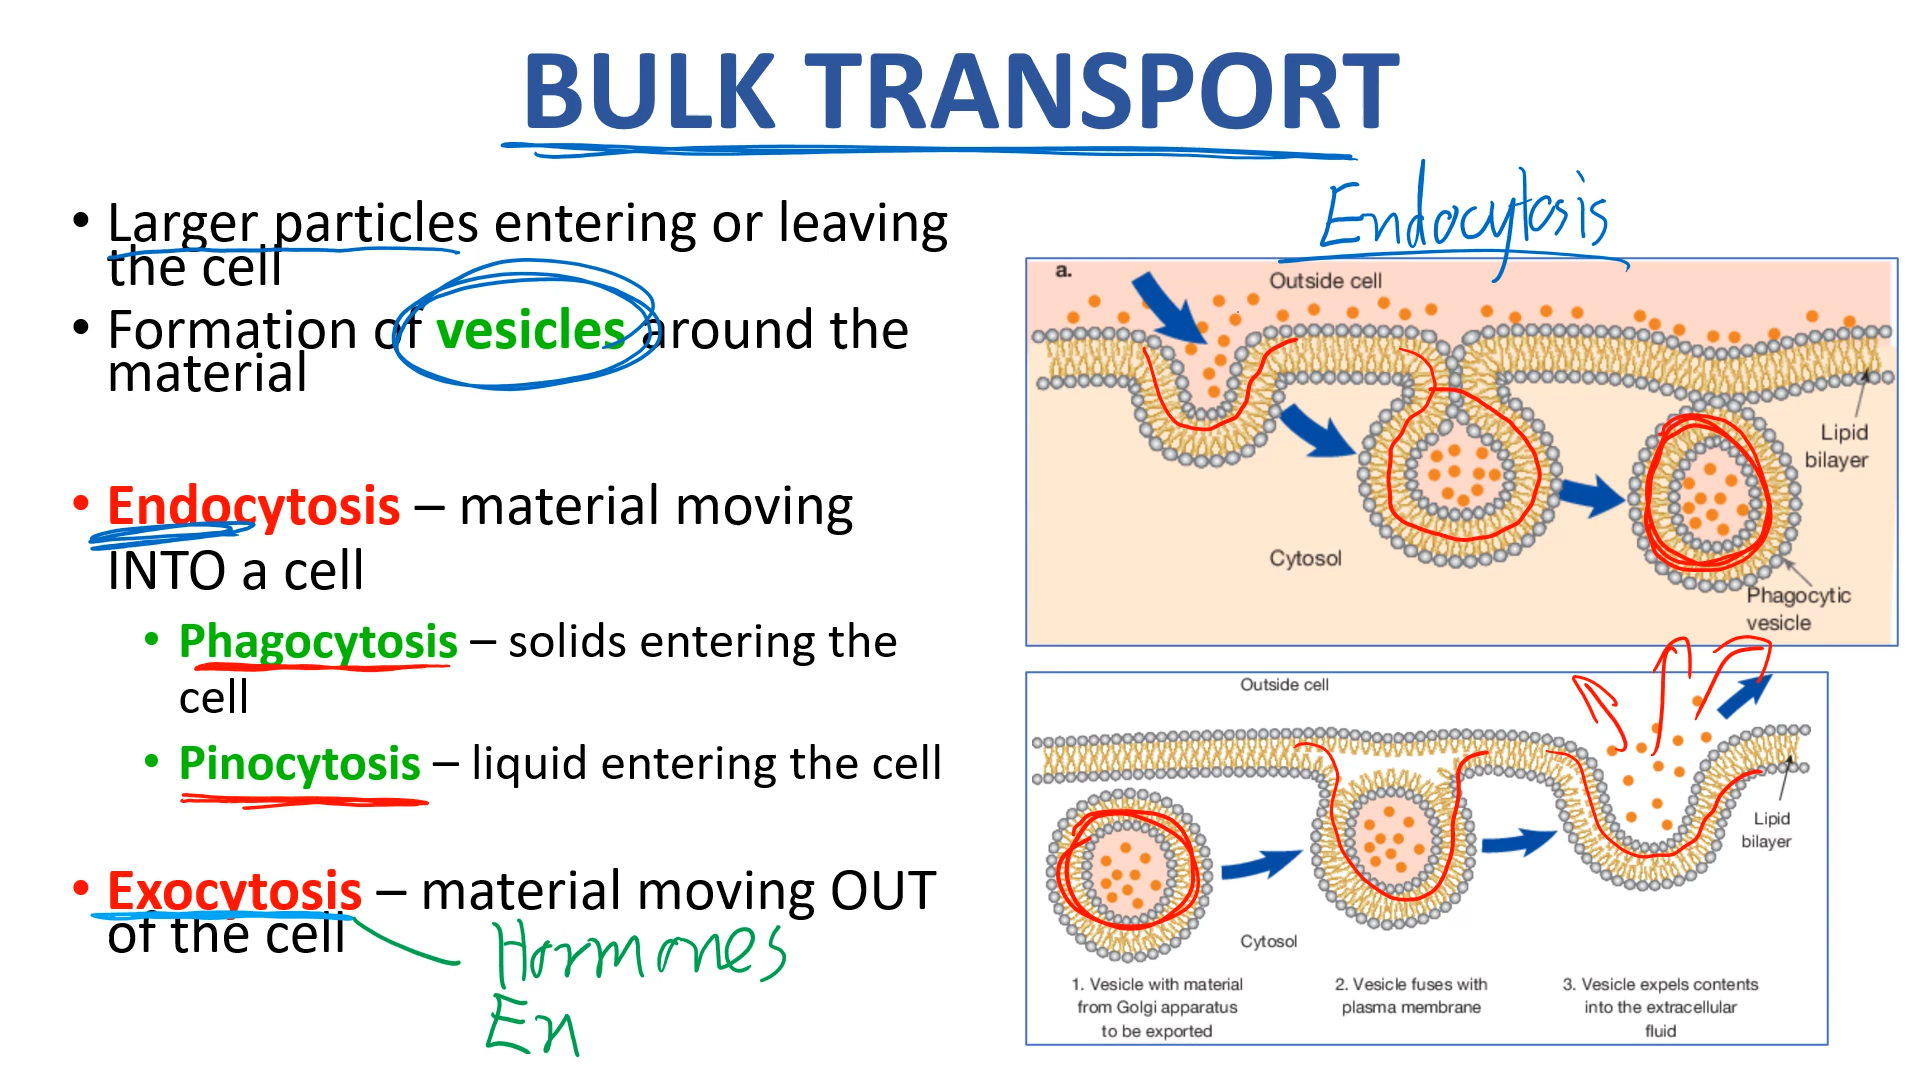 BULK TRANSPORT
• Larger particles entering or leaving
the cell
• Formation of vesicles around the
material
• Endocytosis – material moving
INTO a cell
• Phagocytosis – solids entering the
cell
• Pinocytosis – liquid entering the cell
• Exocytosis – material moving OUT
of the cell
Hormones
En
Endocytosis
a.
Outside cell
Lipid
bilayer
Cytosol
Phagocytic
vesicle
Outside cell
Lipid
bilayer
Cytosol
1. Vesicle with material
from Golgi apparatus
to be exported
2. Vesicle fuses with
plasma membrane
3. Vesicle expels contents
into the extracellular
fluid